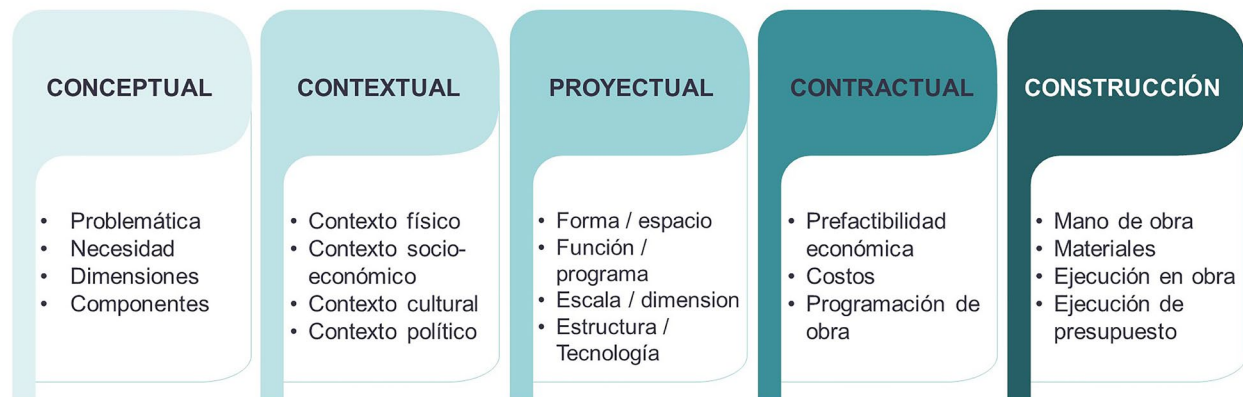 CONCEPTUAL
• Problemática
• Necesidad
• Dimensiones
• Componentes
CONTEXTUAL
• Contexto físico
• Contexto socio-
económico
• Contexto cultural
• Contexto político
PROYECTUAL
• Forma / espacio
• Función /
programa
• Escala / dimension
• Estructura /
Tecnología
CONTRACTUAL
• Prefactibilidad
económica
• Costos
• Programación de
obra
CONSTRUCCIÓN
• Mano de obra
• Materiales
• Ejecución en obra
• Ejecución de
presupuesto